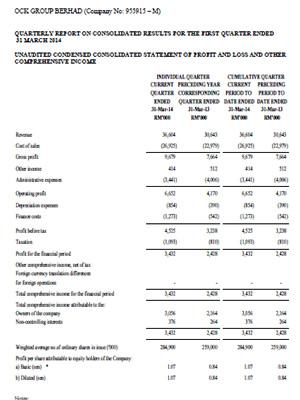 OCK GROUP BERHAD (Company No: 955915 – M)
QUARTERLY REPORT ON CONSOLIDATED RESULTS FOR THE FIRST QUARTER ENDED
31 MARCH 2014
UNAUDITED CONDENSED CONSOLIDATED STATEMENT OF PROFIT AND LOSS AND OTHER
COMPREHENSIVE INCOME
INDIVIDUAL QUARTER CUMULATIVE QUARTER
CURRENT PRECEDING YEAR CURRENT PRECEDING
QUARTER CORRESPONDING PERIOD TO PERIOD TO
ENDED QUARTER ENDED DATE ENDED DATE ENDED
31-Mar-14 31-Mar-13 31-Mar-14 31-Mar-13
RM'000 RM'000 RM'000 RM'000
Revenue 36,604 30,643 36,604 30,643
Cost of sales (26,925) (22,979) (26,925) (22,979)
Gross profit 9,679 7,664 9,679 7,664
Other income 414 512 414 512
Administrative expenses (3,441) (4,006) (3,441) (4,006)
Operating profit 6,652 4,170 6,652 4,170
Depreciation expenses (854) (390) (854) (390)
Finance costs (1,273) (542) (1,273) (542)
Profit before tax 4,525 3,238 4,525 3,238
Taxation (1,093) (810) (1,093) (810)
Profit for the financial period 3,432 2,428 3,432 2,428
Other comprehensive income, net of tax
Foreign currency translation differences
for foreign operations - - - -
Total comprehensive income for the financial period 3,432 2,428 3,432 2,428
Total comprehensive income attributable to the:
Owners of the company 3,056 2,164 3,056 2,164
Non-controlling interests 376 264 376 264
3,432 2,428 3,432 2,428
Weighted average no. of ordinary shares in issue ('000) 284,900 259,000 284,900 259,000
Profit per share attributable to equity holders of the Company:
a) Basic (sen) * 1.07 0.84 1.07 0.84
b) Diluted (sen) 1.07 0.84 1.07 0.84
Notes: